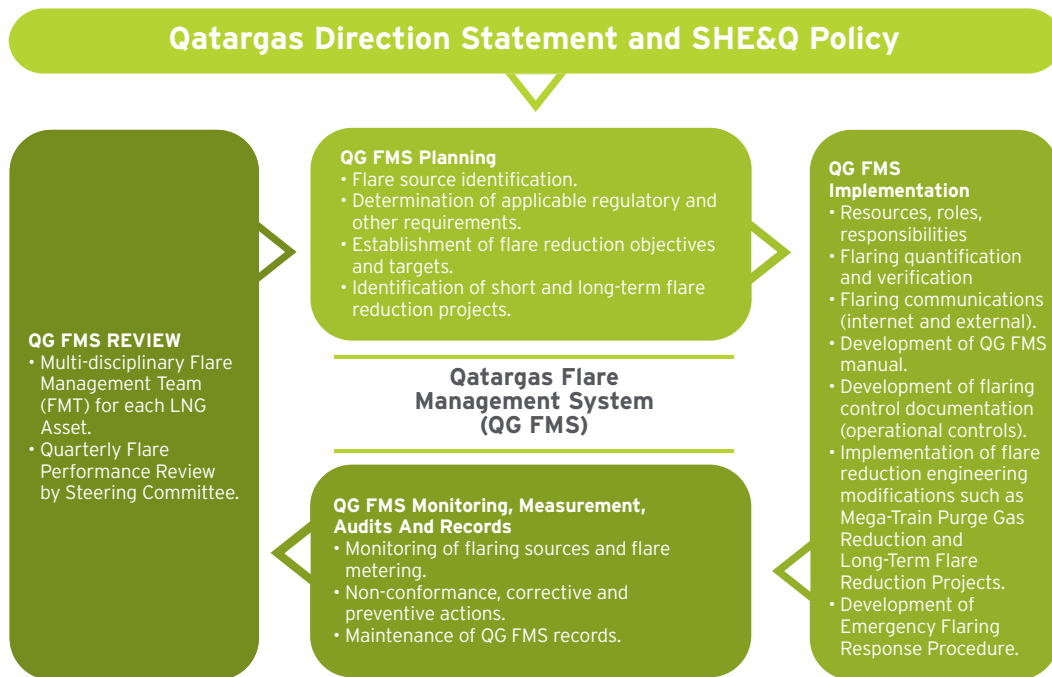 Qatargas Direction Statement and SHE&Q Policy
QG FMS Planning
• Flare source identification.
• Determination of applicable regulatory and
other requirements.
• Establishment of flare reduction objectives
and targets.
• Identification of short and long-term flare
reduction projects.
QG FMS
Implementation
• Resources, roles,
responsibilities
• Flaring quantification
and verification
• Flaring communications
(internet and external).
• Development of QG FMS
manual.
• Development of flaring
control documentation
(operational controls).
• Implementation of flare
reduction engineering
modifications such as
Mega-Train Purge Gas
Reduction and
Long-Term Flare
Reduction Projects.
• Development of
Emergency Flaring
Response Procedure.
QG FMS REVIEW
• Multi-disciplinary Flare
Management Team
(FMT) for each LNG
Asset.
• Quarterly Flare
Performance Review
by Steering Committee.
Qatargas Flare
Management System
(QG FMS)
QG FMS Monitoring, Measurement,
Audits And Records
• Monitoring of flaring sources and flare
metering.
• Non-conformance, corrective and
preventive actions.
• Maintenance of QG FMS records.